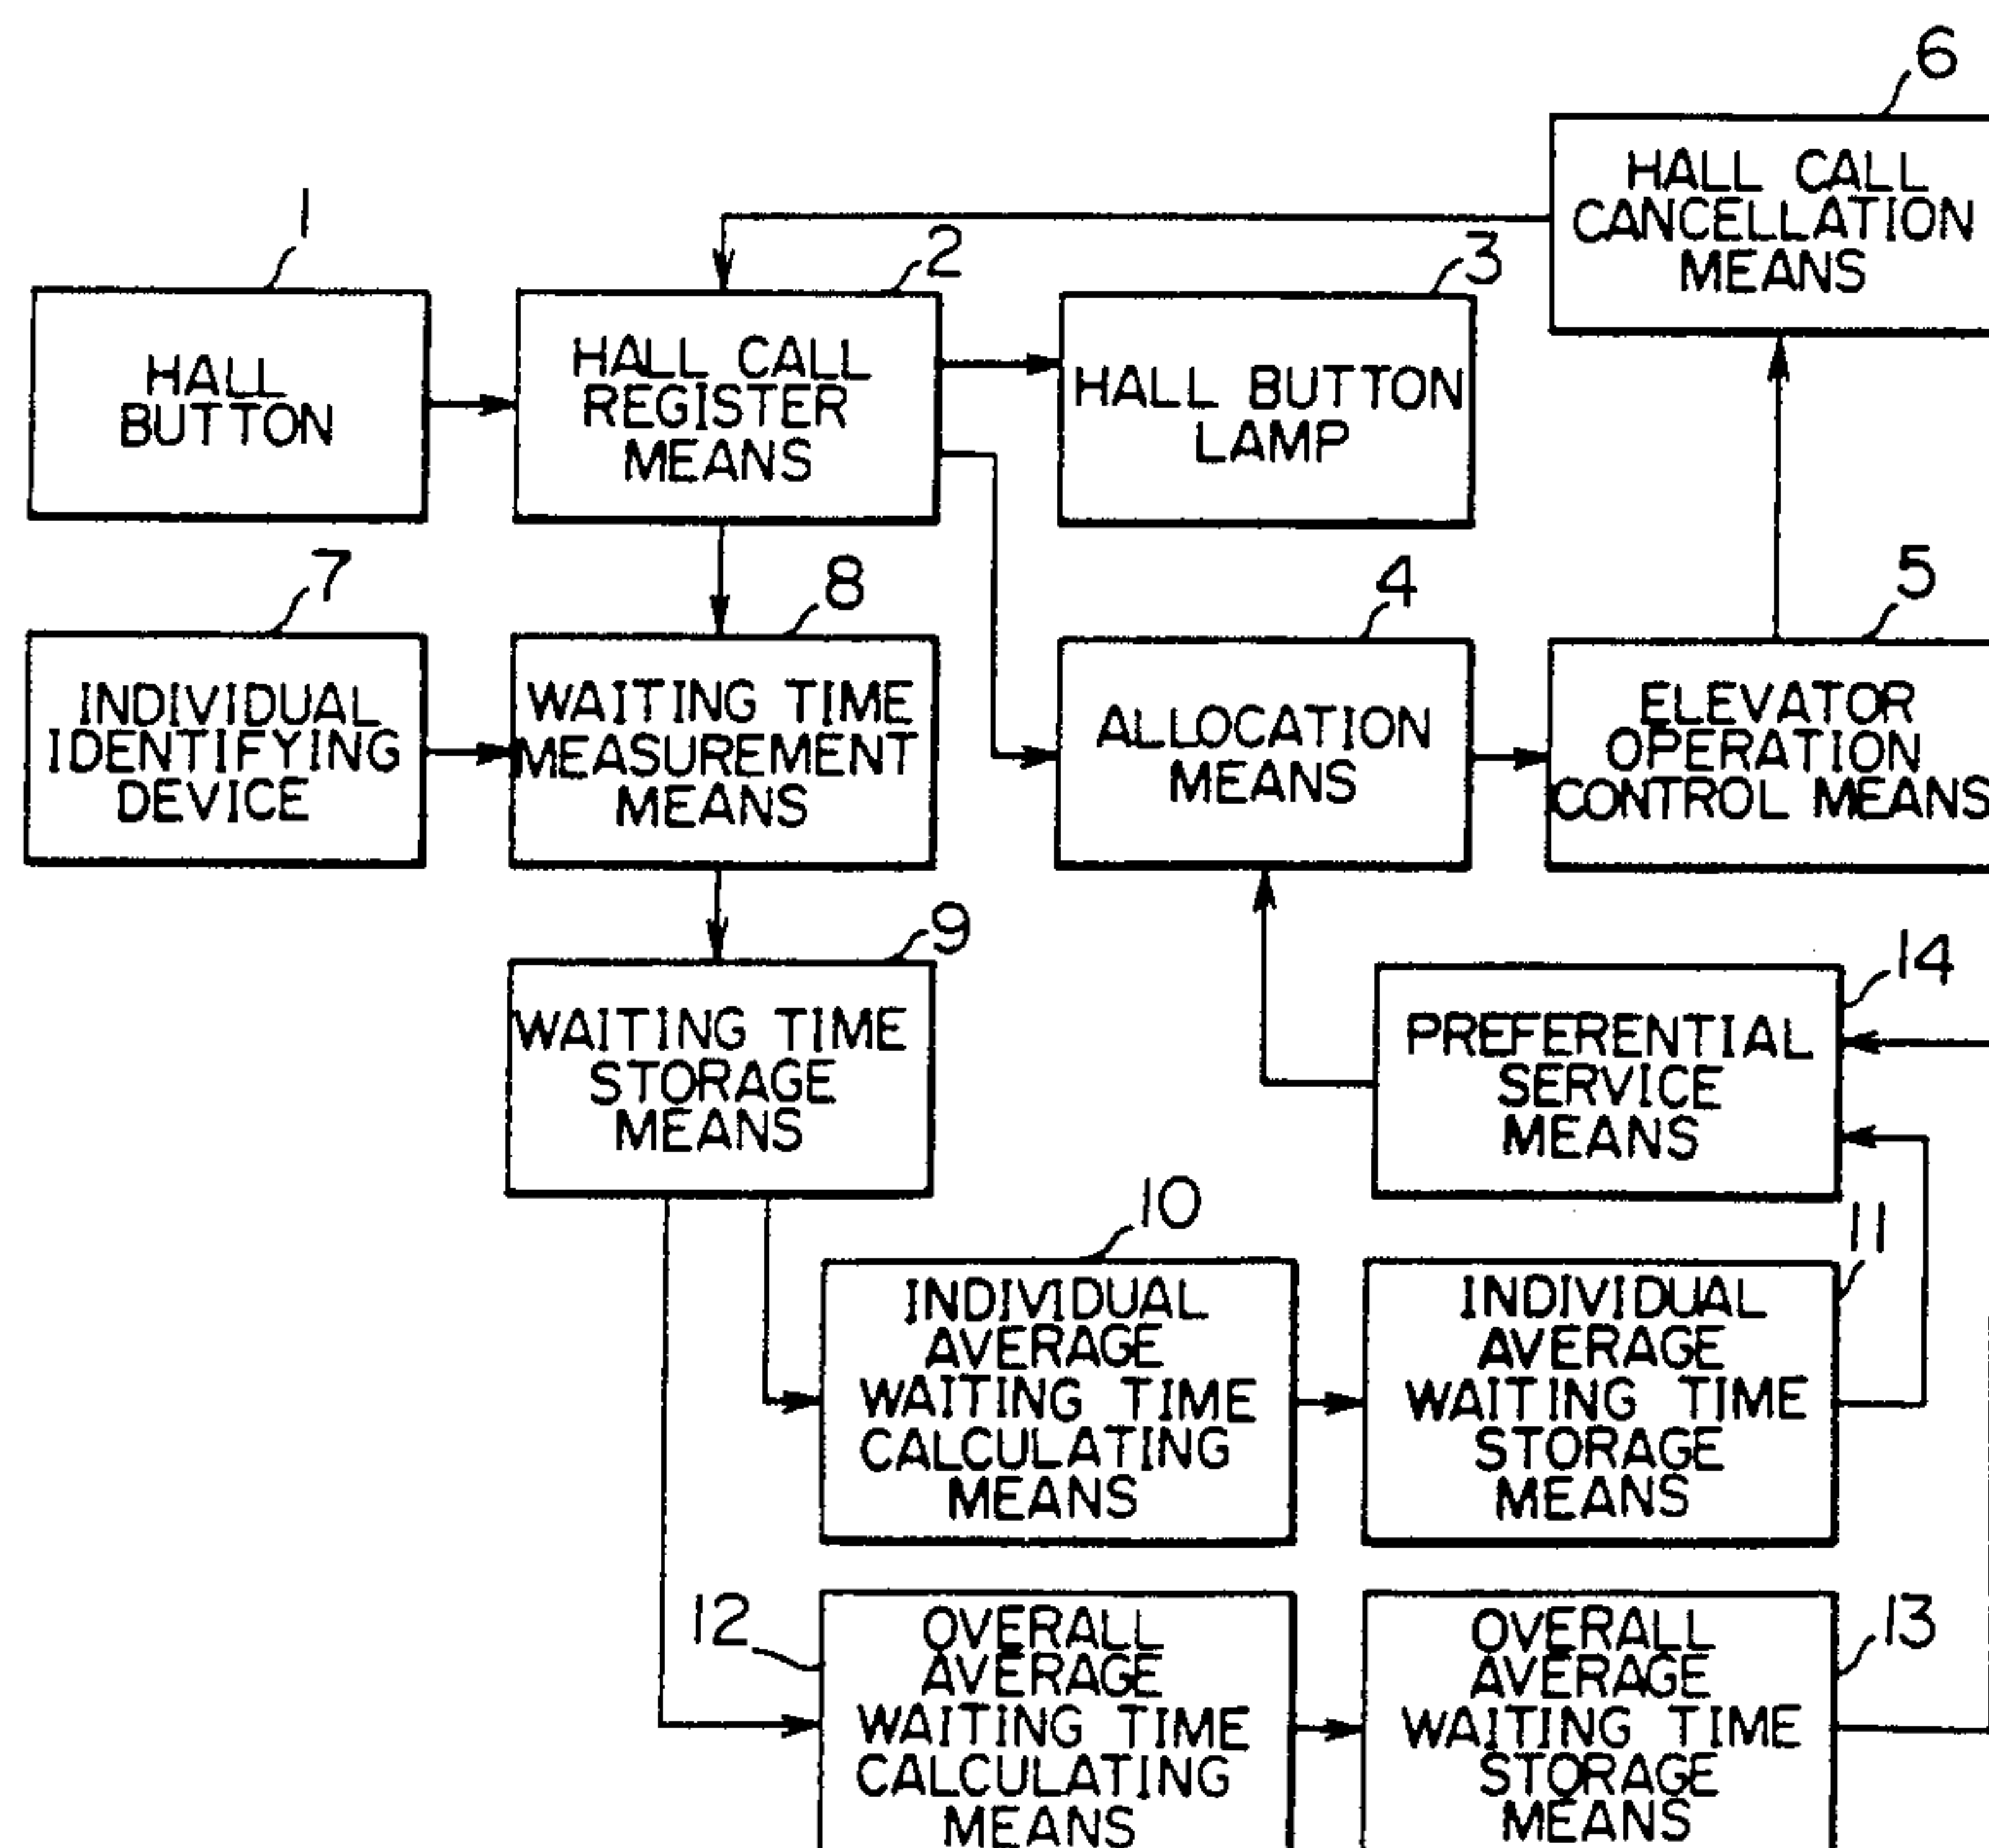 6
HALL CALL
CANCELLATION
MEANS
1
HALL
BUTTON
2
HALL CALL
REGISTER
MEANS
3
HALL BUTTON
LAMP
7
INDIVIDUAL
IDENTIFYING
DEVICE
8
WAITING TIME
MEASUREMENT
MEANS
4
ALLOCATION
MEANS
5
ELEVATOR
OPERATION
CONTROL MEANS
9
WAITING TIME
STORAGE
MEANS
14
PREFERENTIAL
SERVICE
MEANS
10
INDIVIDUAL
AVERAGE
WAITING TIME
CALCULATING
MEANS
11
INDIVIDUAL
AVERAGE
WAITING TIME
STORAGE
MEANS
12
OVERALL
AVERAGE
WAITING TIME
CALCULATING
MEANS
13
OVERALL
AVERAGE
WAITING TIME
STORAGE
MEANS